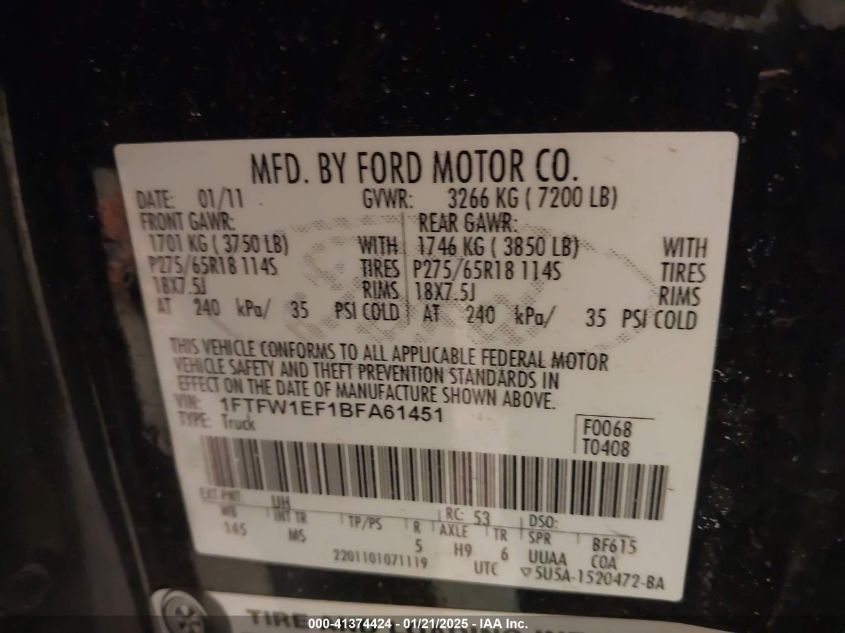 MFD. BY FORD MOTOR CO.
DATE: 01/11 GVWR: 3266 KG ( 7200 LB)
FRONT GAWR: REAR GAWR:
1701 KG ( 3750 LB) WITH 1746 KG ( 3850 LB) WITH
P275/65R18 114S TIRES P275/65R18 114S TIRES
18X7.5J RIMS 18X7.5J RIMS
AT 240 kPa/ 35 PSI COLD AT 240 kPa/ 35 PSI COLD
THIS VEHICLE CONFORMS TO ALL APPLICABLE FEDERAL MOTOR
VEHICLE SAFETY AND THEFT PREVENTION STANDARDS IN
EFFECT ON THE DATE OF MANUFACTURE SHOWN ABOVE.
VIN: 1FTFW1EF1BFA61451
TYPE: Truck
F0068
T0408
EXT PNT UH RC: 53 DSO:
WB INT TR TP/PS R AXLE TR SPR BF615
145 MS 5 H9 6 UUAA COA
2201101071119 UTC ▽5U5A-1520472-BA
TIRE AND LOADING
000-41374424 - 01/21/2025 - IAA Inc.